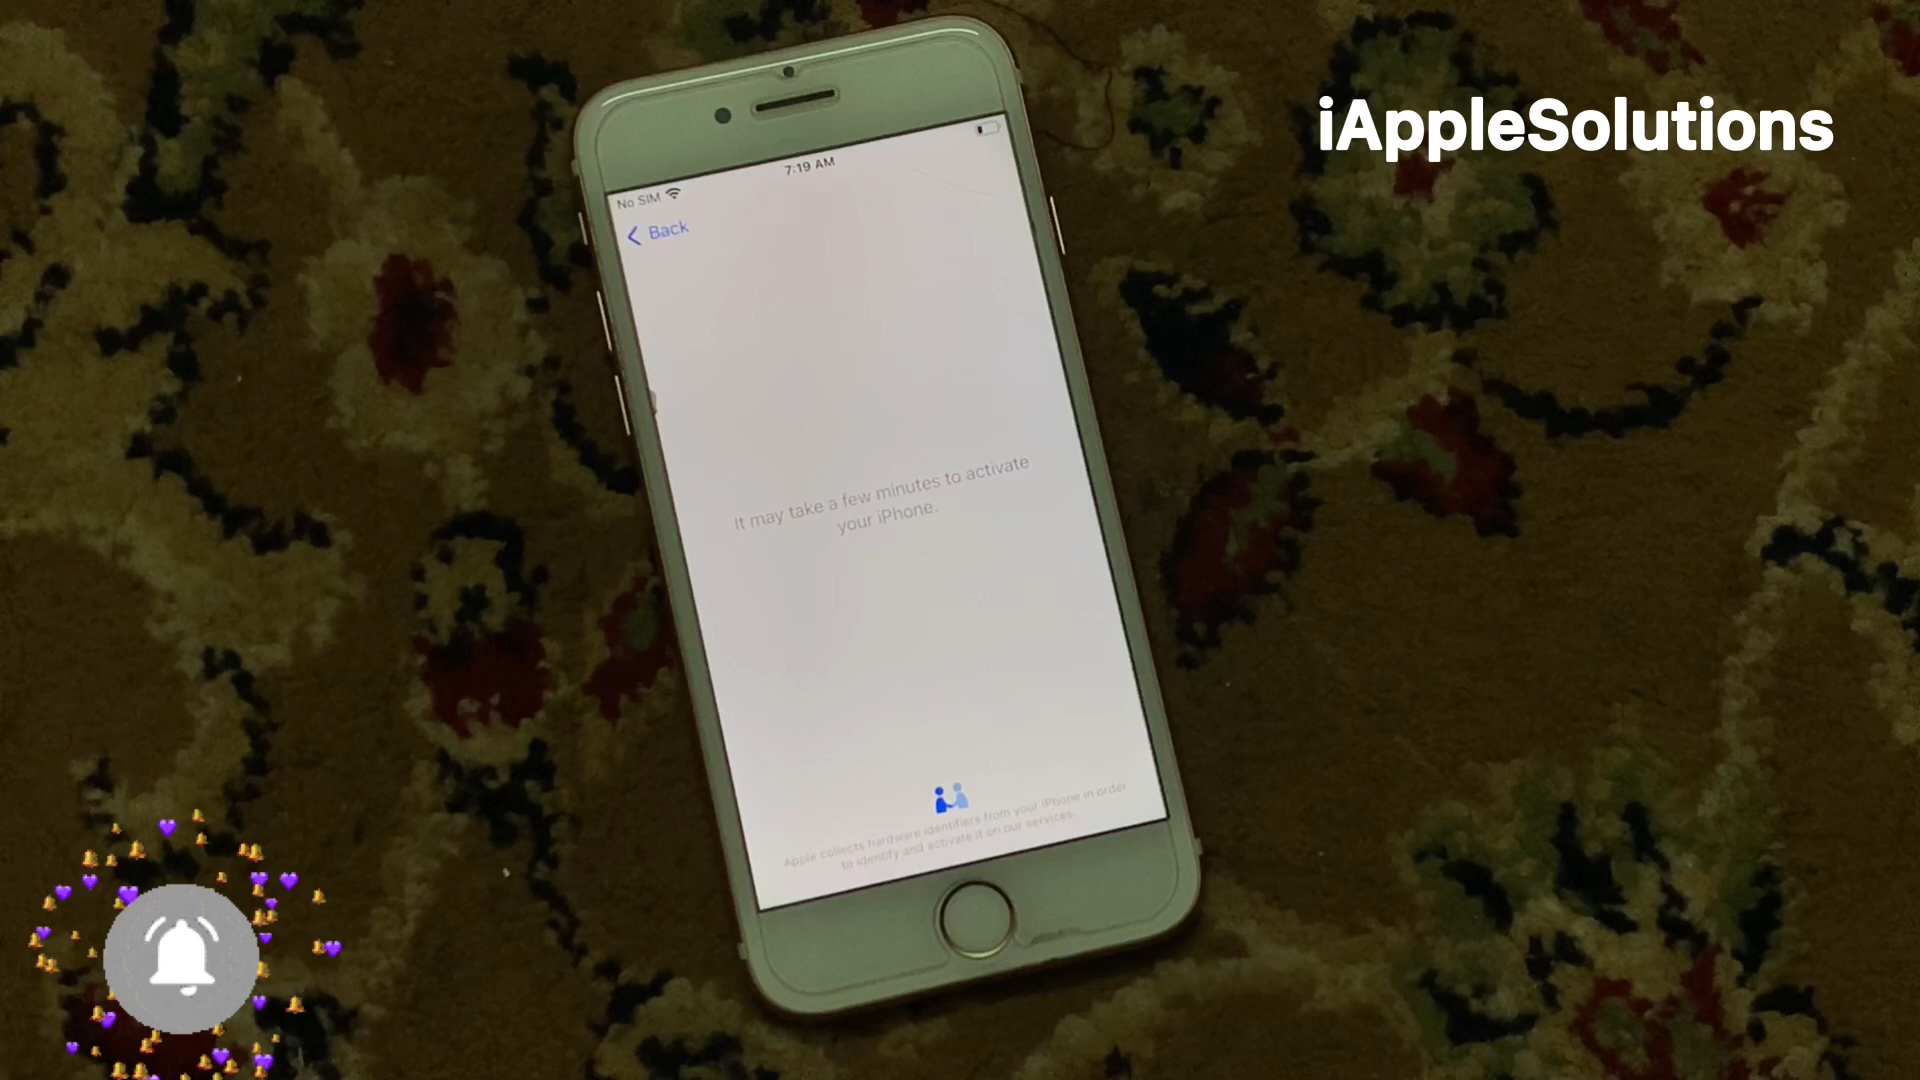 iAppleSolutions
7:19 AM
No SIM
Back
It may take a few minutes to activate
your iPhone.
Apple collects hardware identifiers from your iPhone in order
to identify and activate it on our services.